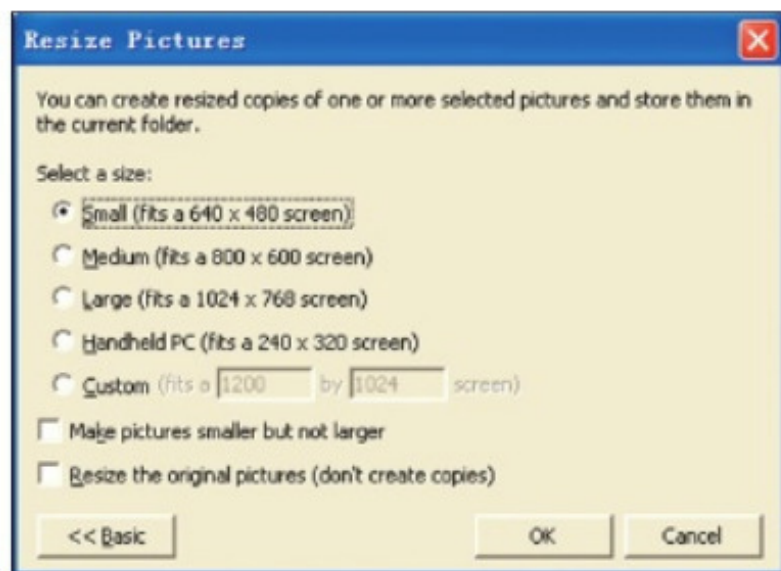 Resize Pictures
You can create resized copies of one or more selected pictures and store them in
the current folder.
Select a size:
Small (fits a 640 x 480 screen)
Medium (fits a 800 x 600 screen)
Large (fits a 1024 x 768 screen)
Handheld PC (fits a 240 x 320 screen)
Custom (fits a 1200 by 1024 screen)
Make pictures smaller but not larger
Resize the original pictures (don't create copies)
<< Basic OK Cancel